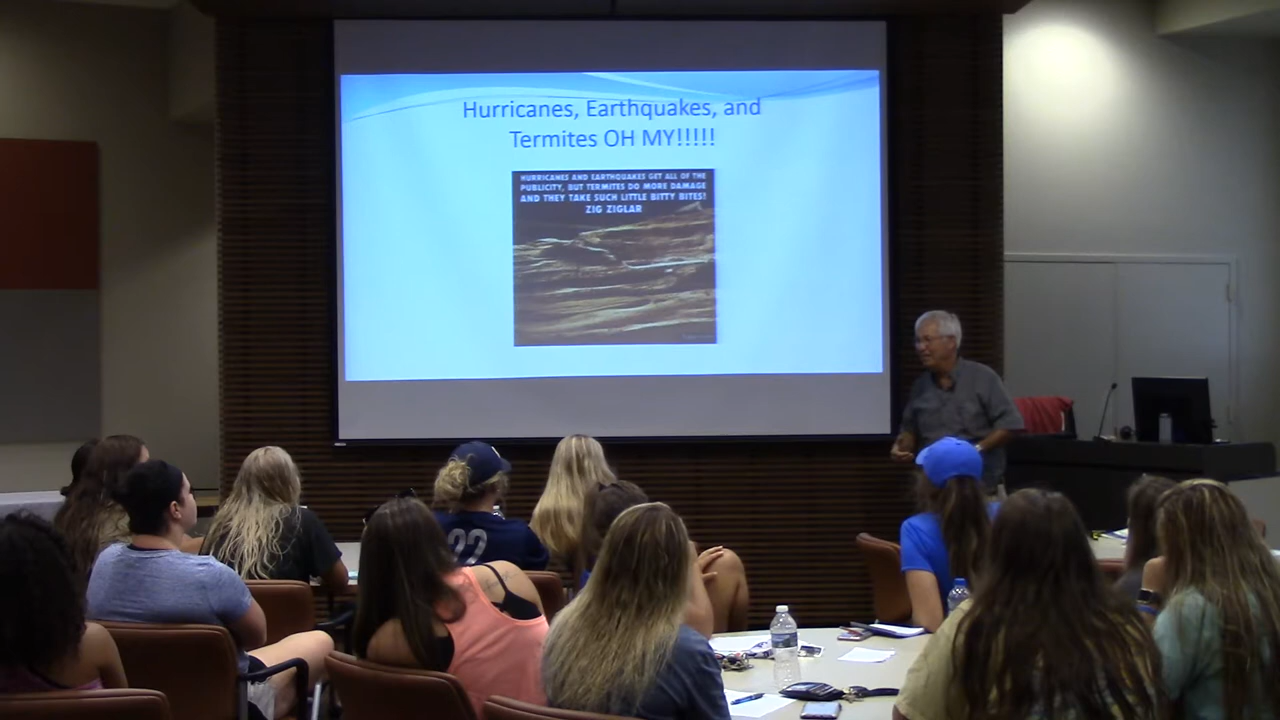 Hurricanes, Earthquakes, and
Termites OH MY!!!!!
HURRICANES AND EARTHQUAKES GET ALL OF THE
PUBLICITY, BUT TERMITES DO MORE DAMAGE
AND THEY TAKE SUCH LITTLE BITTY BITES!
ZIG ZIGLAR
22